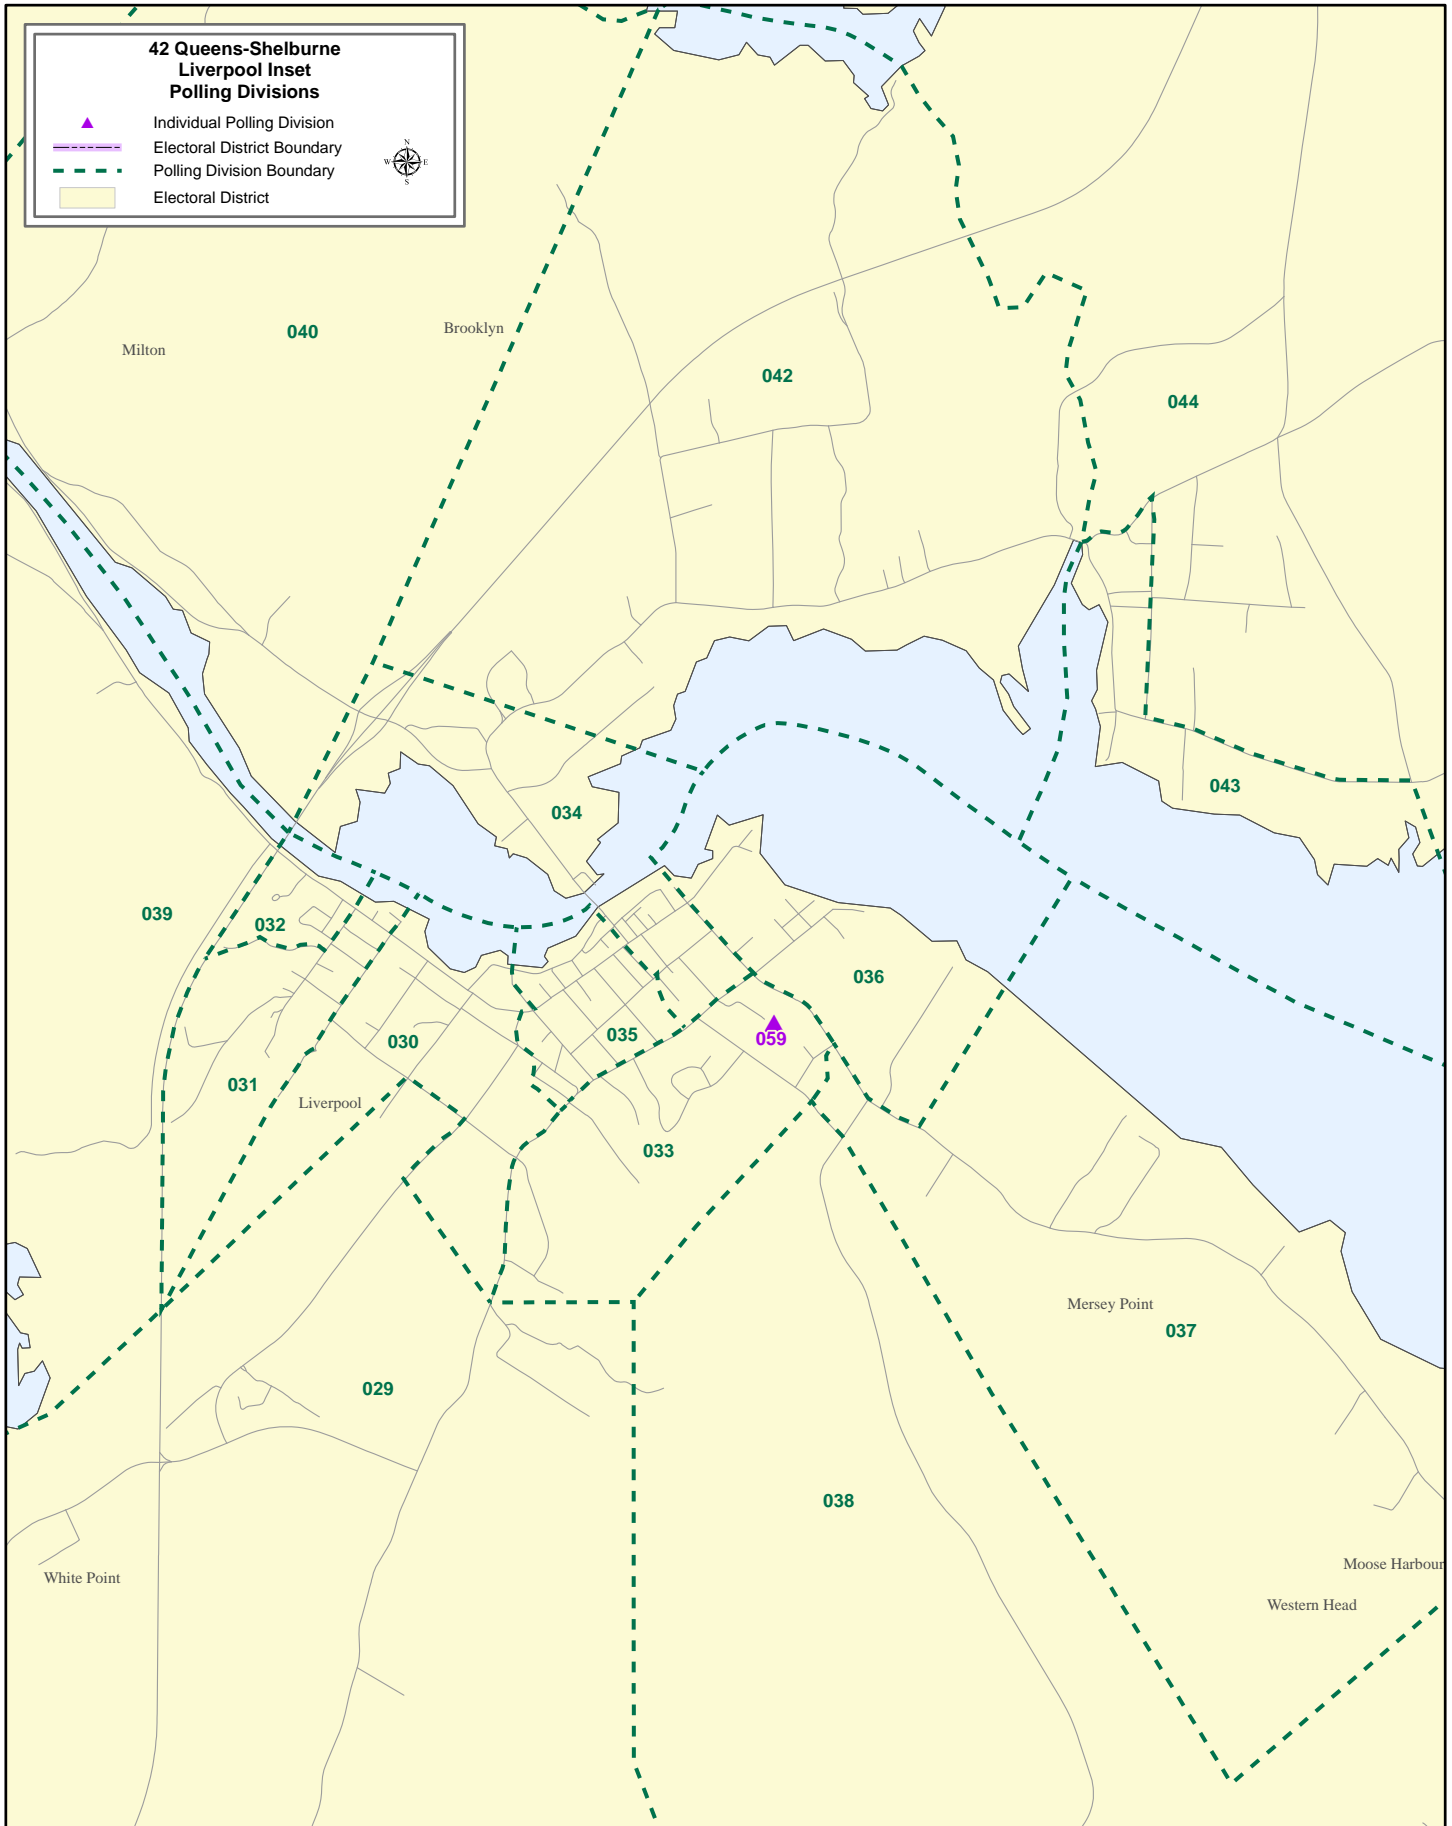 42 Queens-Shelburne
Liverpool Inset
Polling Divisions
Individual Polling Division
Electoral District Boundary
Polling Division Boundary
Electoral District
N
W E
S
Brooklyn
040
Milton
042
044
043
034
039
032
036
035
030
059
031
Liverpool
033
Mersey Point
037
029
038
Moose Harbour
White Point
Western Head